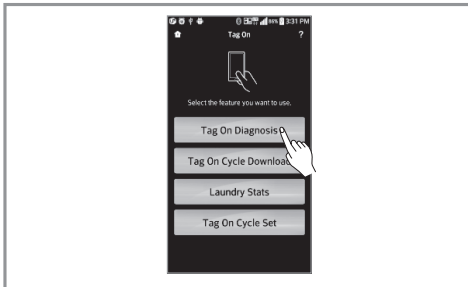 86% 3:31 PM
Tag On ?
Select the feature you want to use.
Tag On Diagnosis
Tag On Cycle Download
Laundry Stats
Tag On Cycle Set